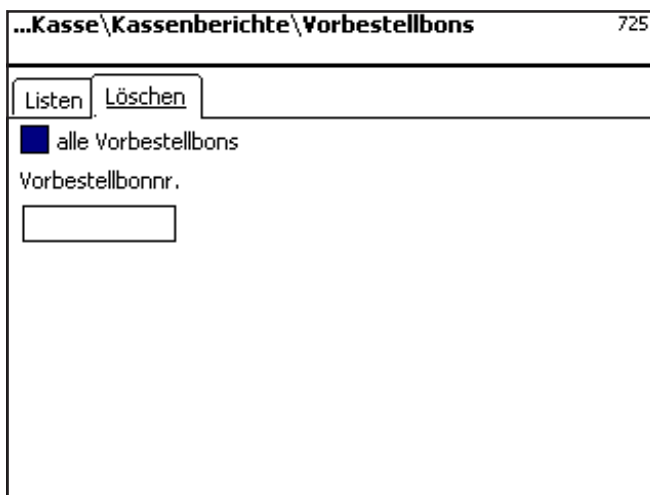 ...Kasse\Kassenberichte\Vorbestellbons 725
Listen Löschen
alle Vorbestellbons
Vorbestellbonnr.